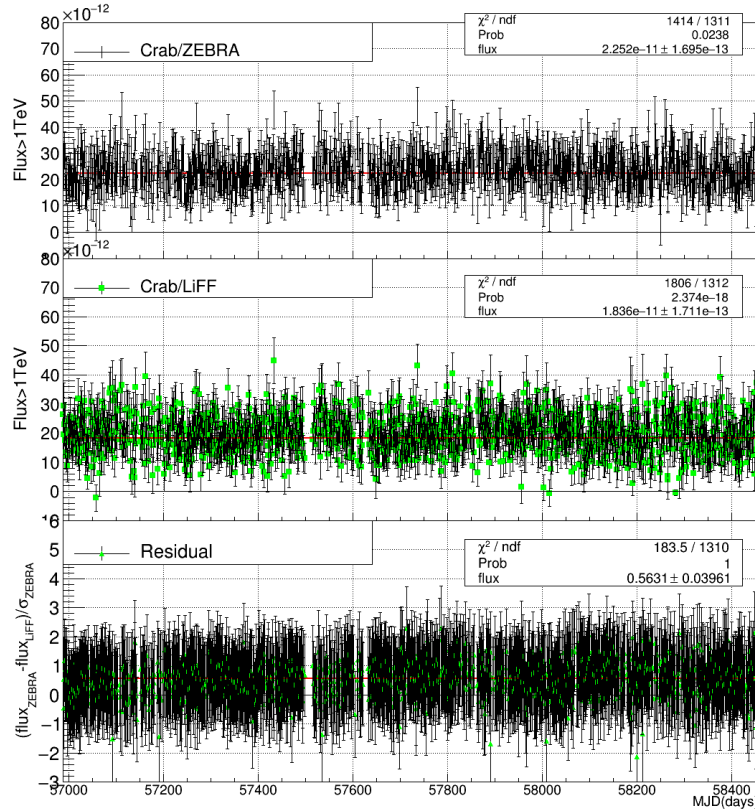 ×10⁻¹²
80
70
60
50
40
30
20
10
0
Flux>1TeV
Crab/ZEBRA
χ² / ndf 1414 / 1311
Prob 0.0238
flux 2.252e−11 ± 1.695e−13
×10⁻¹²
80
70
60
50
40
30
20
10
0
Flux>1TeV
Crab/LiFF
χ² / ndf 1806 / 1312
Prob 2.374e−18
flux 1.836e−11 ± 1.711e−13
6
5
4
3
2
1
0
−1
−2
−3
(flux_ZEBRA-flux_LiFF)/σ_ZEBRA
Residual
χ² / ndf 183.5 / 1310
Prob 1
flux 0.5631 ± 0.03961
57000 57200 57400 57600 57800 58000 58200 58400
MJD(days